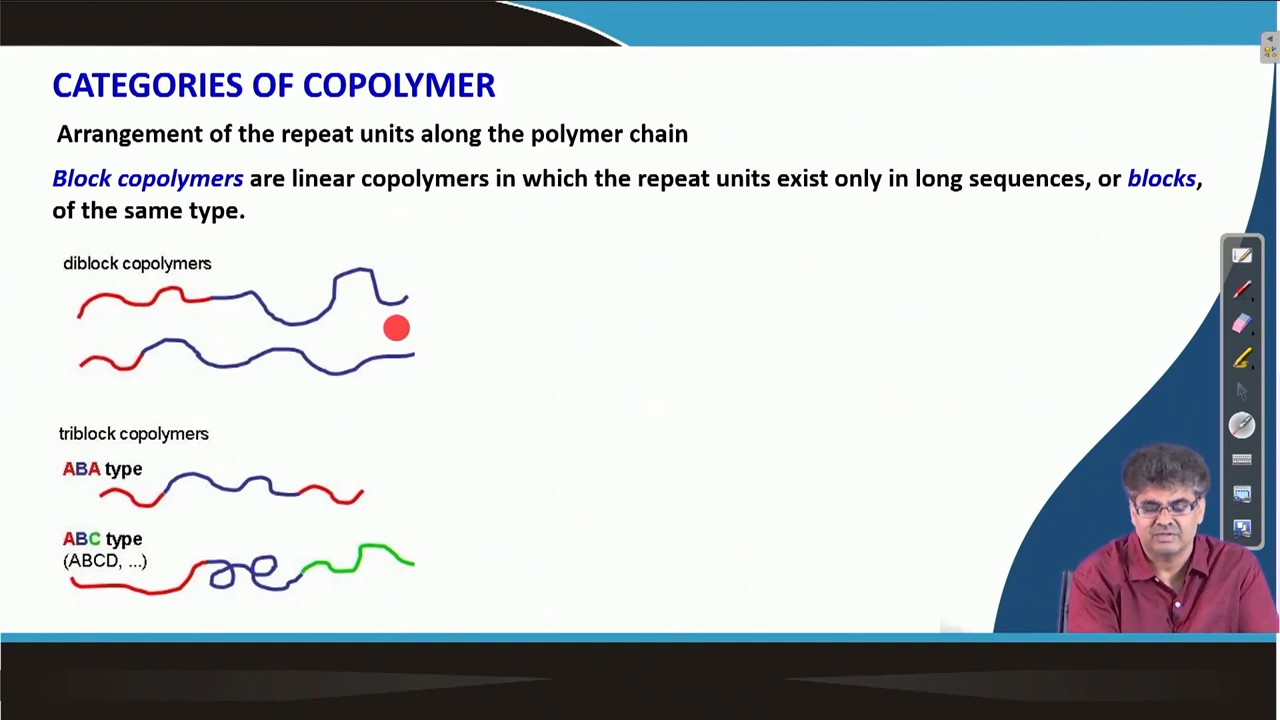 CATEGORIES OF COPOLYMER
Arrangement of the repeat units along the polymer chain
Block copolymers are linear copolymers in which the repeat units exist only in long sequences, or blocks,
of the same type.
diblock copolymers
triblock copolymers
ABA type
ABC type
(ABCD, ...)